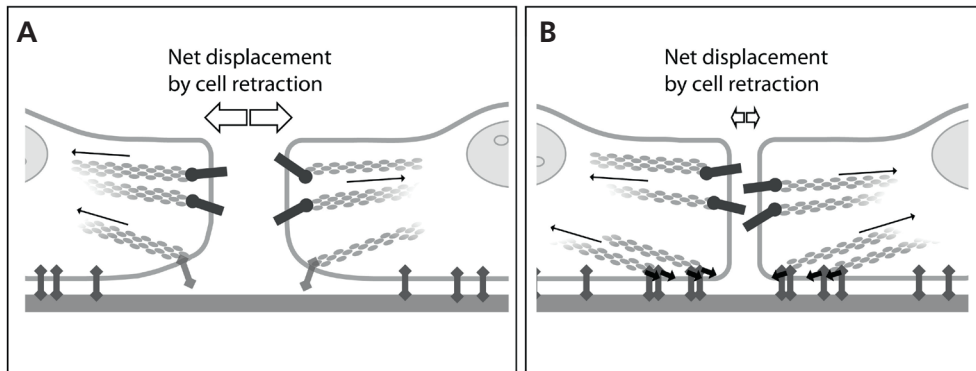 A
Net displacement
by cell retraction
B
Net displacement
by cell retraction